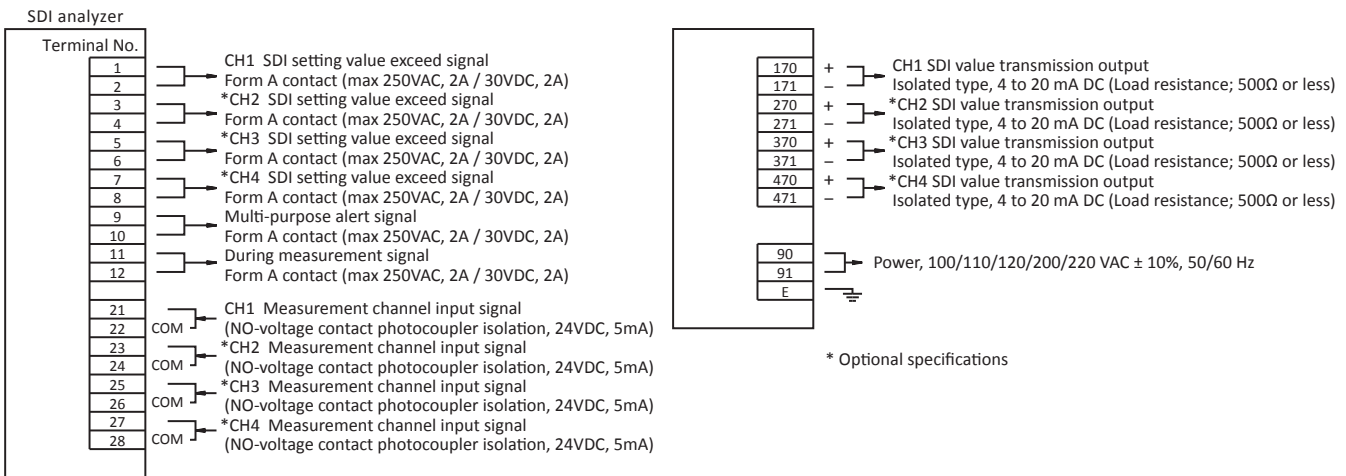 SDI analyzer
Terminal No.
1
2
CH1 SDI setting value exceed signal
Form A contact (max 250VAC, 2A / 30VDC, 2A)
3
4
*CH2 SDI setting value exceed signal
Form A contact (max 250VAC, 2A / 30VDC, 2A)
5
6
*CH3 SDI setting value exceed signal
Form A contact (max 250VAC, 2A / 30VDC, 2A)
7
8
*CH4 SDI setting value exceed signal
Form A contact (max 250VAC, 2A / 30VDC, 2A)
9
10
Multi-purpose alert signal
Form A contact (max 250VAC, 2A / 30VDC, 2A)
11
12
During measurement signal
Form A contact (max 250VAC, 2A / 30VDC, 2A)
21
22 COM
CH1 Measurement channel input signal
(NO-voltage contact photocoupler isolation, 24VDC, 5mA)
23
24 COM
*CH2 Measurement channel input signal
(NO-voltage contact photocoupler isolation, 24VDC, 5mA)
25
26 COM
*CH3 Measurement channel input signal
(NO-voltage contact photocoupler isolation, 24VDC, 5mA)
27
28 COM
*CH4 Measurement channel input signal
(NO-voltage contact photocoupler isolation, 24VDC, 5mA)
170 +
171 −
CH1 SDI value transmission output
Isolated type, 4 to 20 mA DC (Load resistance; 500Ω or less)
270 +
271 −
*CH2 SDI value transmission output
Isolated type, 4 to 20 mA DC (Load resistance; 500Ω or less)
370 +
371 −
*CH3 SDI value transmission output
Isolated type, 4 to 20 mA DC (Load resistance; 500Ω or less)
470 +
471 −
*CH4 SDI value transmission output
Isolated type, 4 to 20 mA DC (Load resistance; 500Ω or less)
90
91
Power, 100/110/120/200/220 VAC ± 10%, 50/60 Hz
E
* Optional specifications